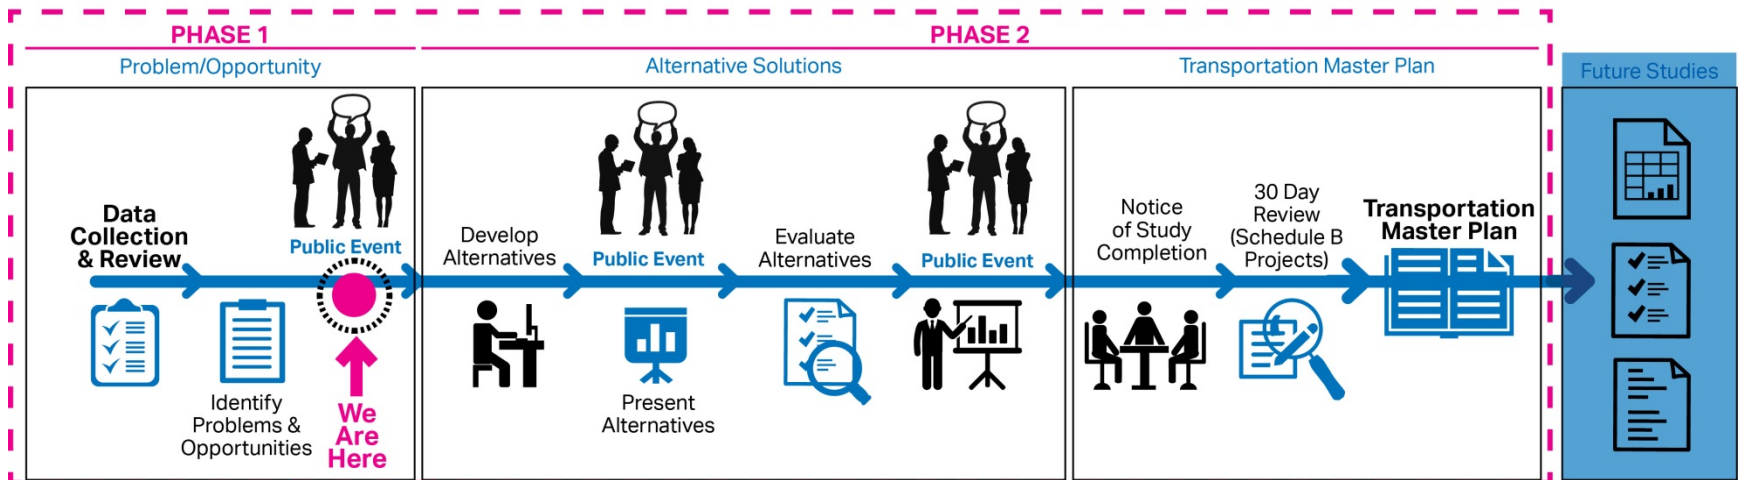 PHASE 1
PHASE 2
Problem/Opportunity
Alternative Solutions
Transportation Master Plan
Future Studies
Data
Collection
& Review
Identify
Problems &
Opportunities
Public Event
We
Are
Here
Develop
Alternatives
Public Event
Present
Alternatives
Evaluate
Alternatives
Public Event
Notice
of Study
Completion
30 Day
Review
(Schedule B
Projects)
Transportation
Master Plan